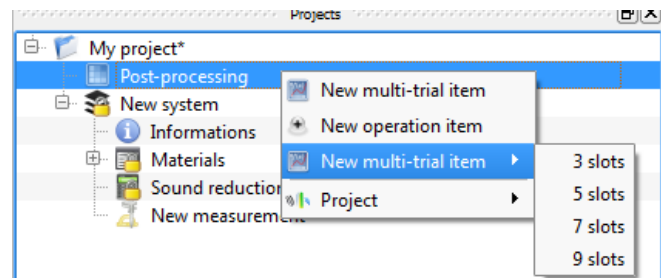 Projects
My project*
Post-processing
New multi-trial item
New system
New operation item
Informations
Materials
New multi-trial item
3 slots
Sound reduction
5 slots
Project
New measurement
7 slots
9 slots